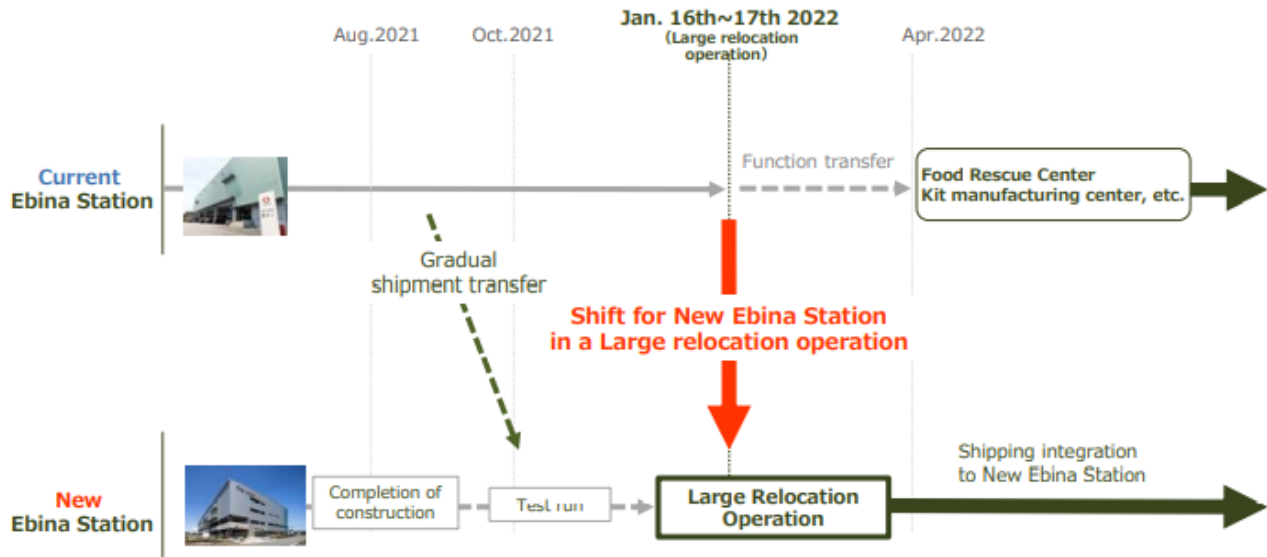 Aug.2021
Oct.2021
Jan. 16th~17th 2022
(Large relocation
operation)
Apr.2022
Current
Ebina Station
Function transfer
Food Rescue Center
Kit manufacturing center, etc.
Gradual
shipment transfer
Shift for New Ebina Station
in a Large relocation operation
New
Ebina Station
Completion of
construction
Test run
Large Relocation
Operation
Shipping integration
to New Ebina Station